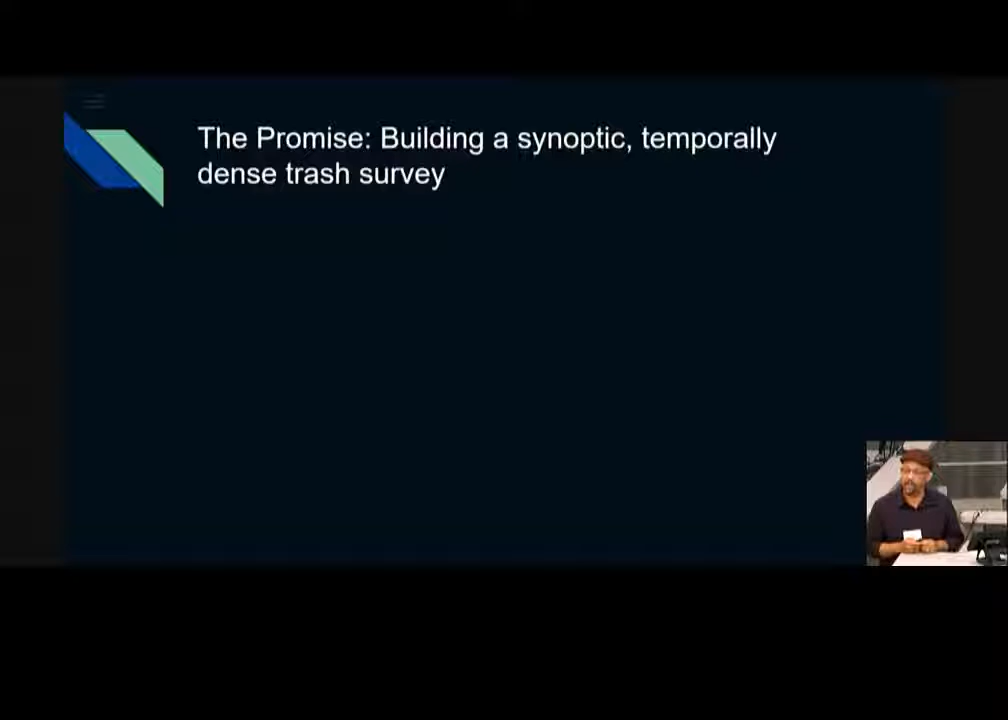 The Promise: Building a synoptic, temporally
dense trash survey